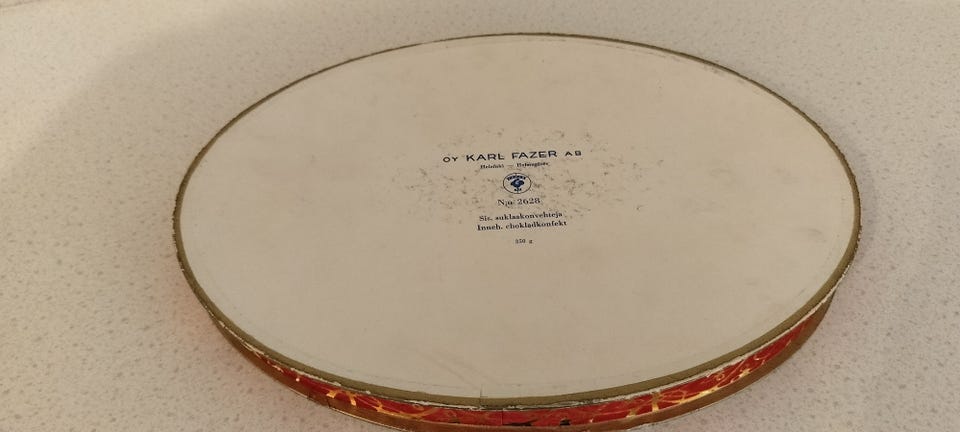 OY KARL FAZER AB
Helsinki — Helsingfors
N:o 2628
Sis. suklaakonvehteja
Inneh. chokladkonfekt
350 g